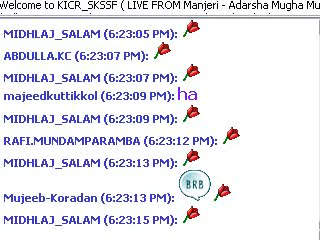 Welcome to KICR_SKSSF ( LIVE FROM Manjeri - Adarsha Mugha Mu
MIDHLAJ_SALAM (6:23:05 PM):
ABDULLA.KC (6:23:07 PM):
MIDHLAJ_SALAM (6:23:07 PM):
majeedkuttikkol (6:23:09 PM): ha
MIDHLAJ_SALAM (6:23:09 PM):
RAFI.MUNDAMPARAMBA (6:23:12 PM):
MIDHLAJ_SALAM (6:23:13 PM):
Mujeeb-Koradan (6:23:13 PM): BRB
MIDHLAJ_SALAM (6:23:15 PM):